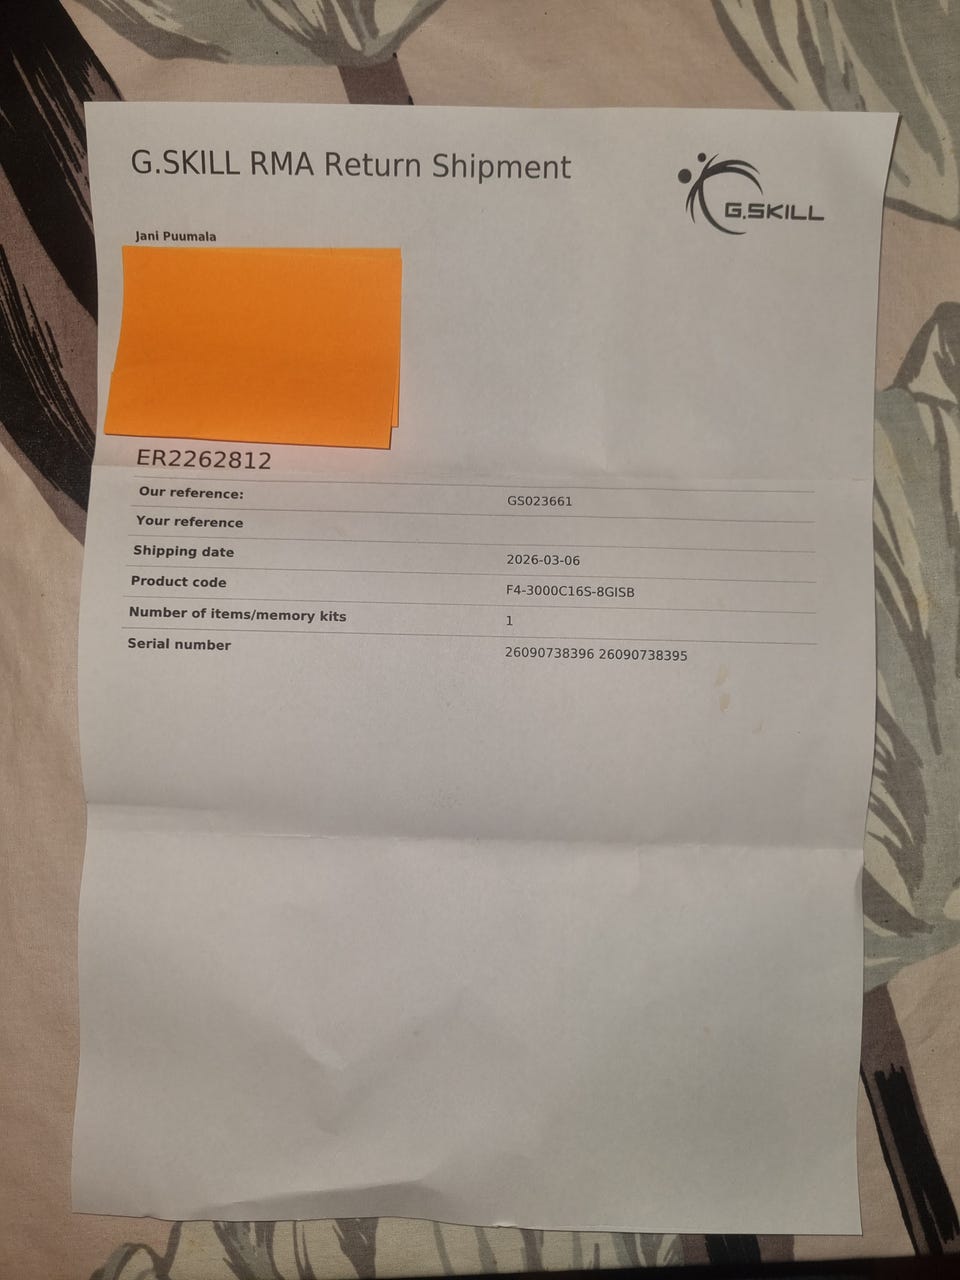 G.SKILL RMA Return Shipment
G.SKILL
Jani Puumala
ER2262812
Our reference: GS023661
Your reference
Shipping date 2026-03-06
Product code F4-3000C16S-8GISB
Number of items/memory kits 1
Serial number 26090738396 26090738395